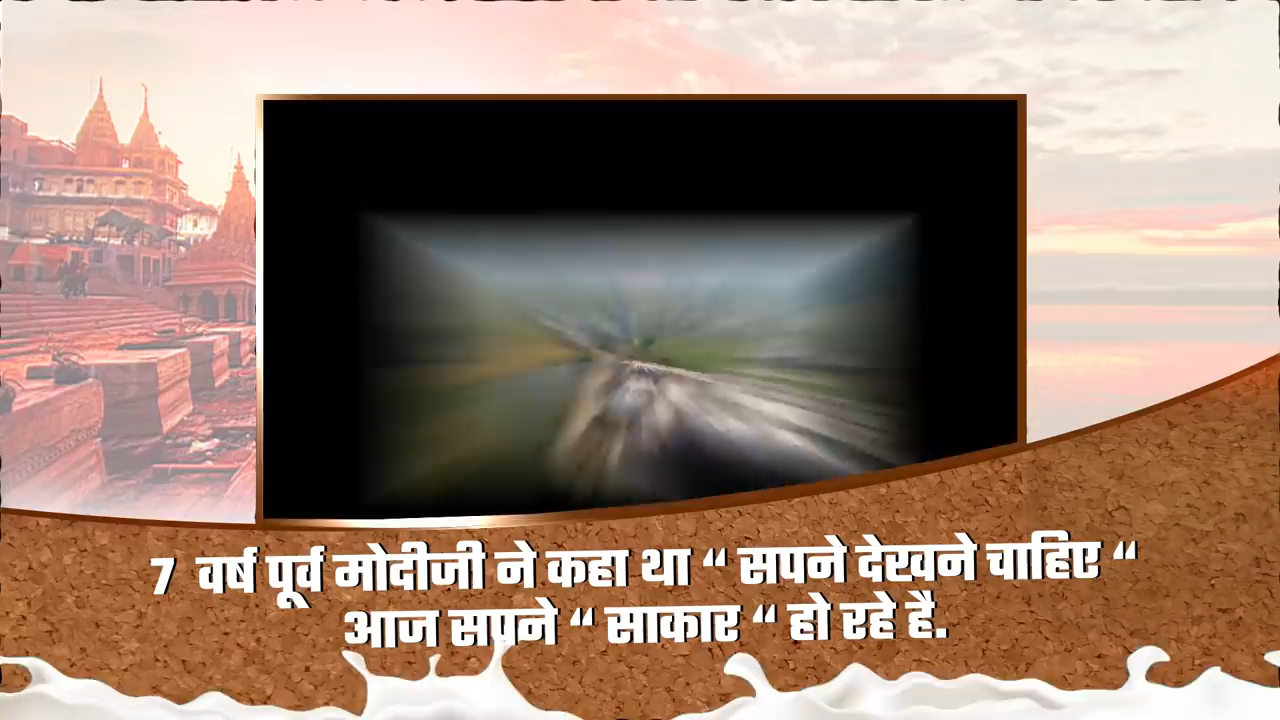 7 वर्ष पूर्व मोदीजी ने कहा था “ सपने देखने चाहिए “
आज सपने “ साकार “ हो रहे है.